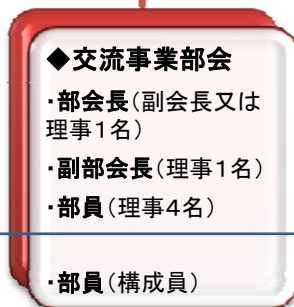 ◆交流事業部会
・部会長(副会長又は
理事1名)
・副部会長(理事1名)
・部員(理事4名)
・部員(構成員)